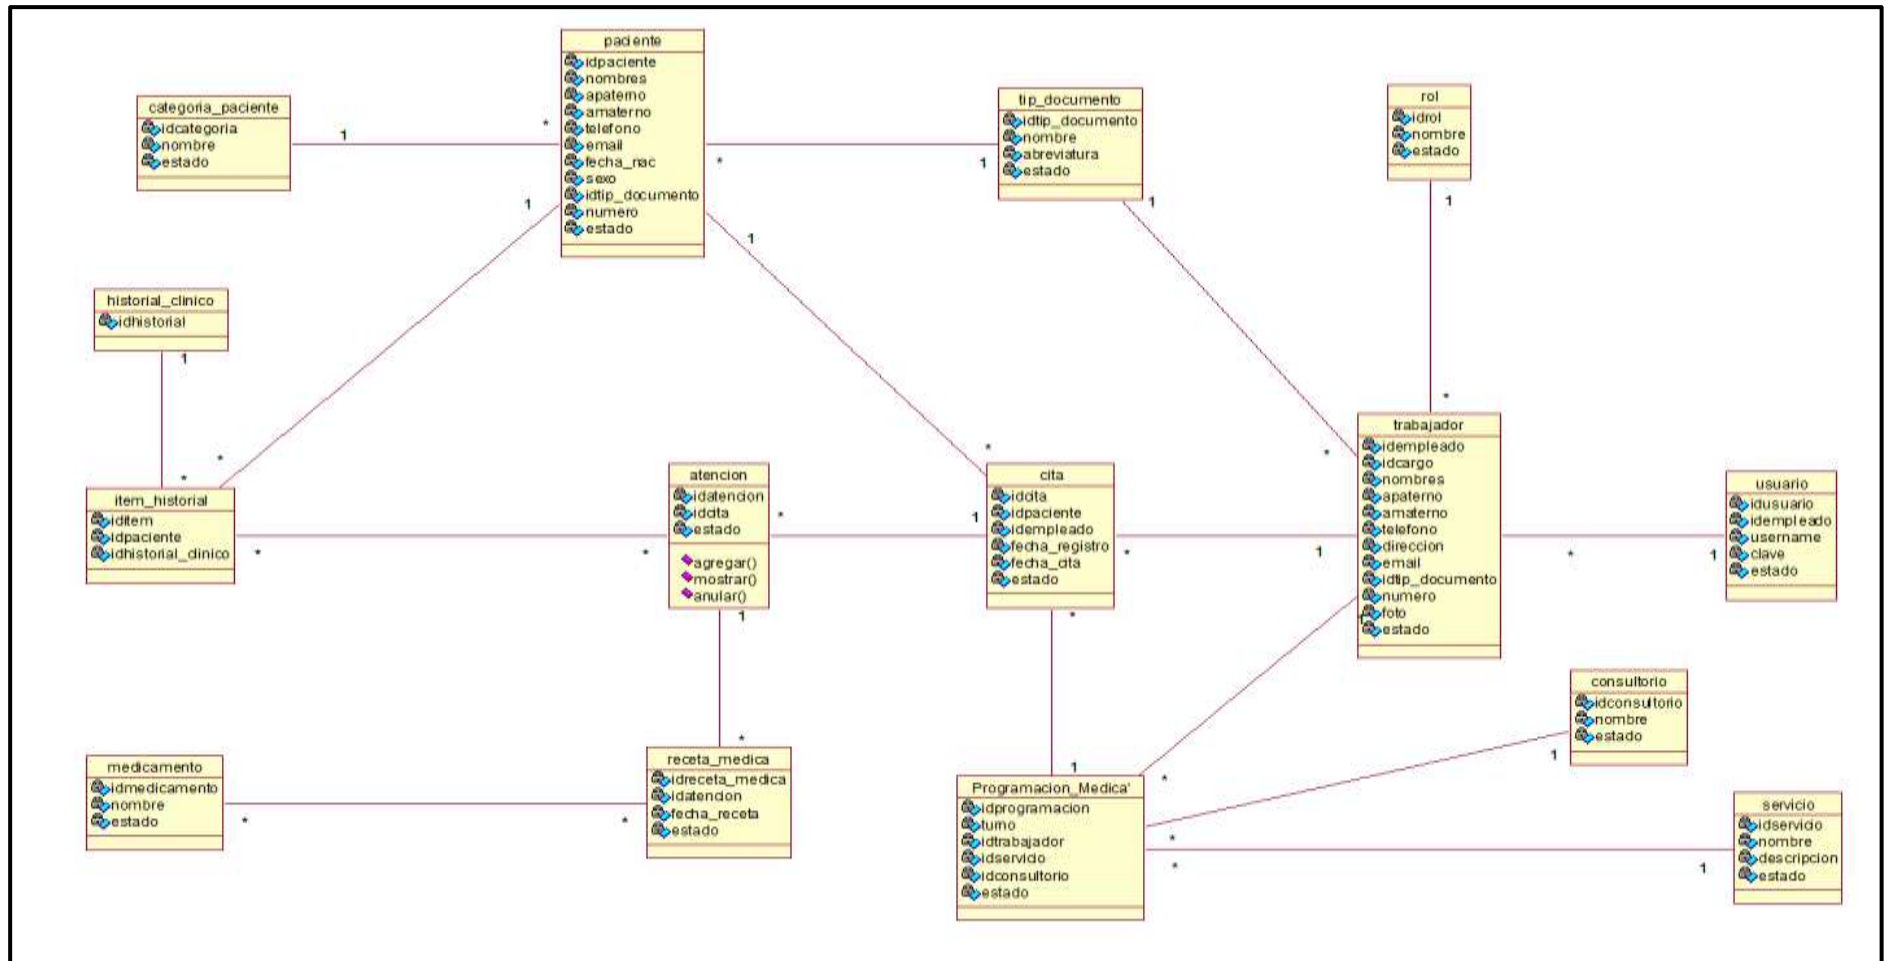 paciente
idpaciente
nombres
apaterno
amaterno
telefono
email
fecha_nac
sexo
idtip_documento
numero
estado
categoria_paciente
idcategoria
nombre
estado
1
*
tip_documento
idtip_documento
nombre
abreviatura
estado
*
1
rol
idrol
nombre
estado
1
*
1
1
1
historial_clinico
idhistorial
1
*
*
*
*
item_historial
iditem
idpaciente
idhistorial_clinico
*
*
atencion
idatencion
idcita
estado
agregar()
mostrar()
anular()
*
1
cita
idcita
idpaciente
idempleado
fecha_registro
fecha_cita
estado
*
1
trabajador
idempleado
idcargo
nombres
apaterno
amaterno
telefono
direccion
email
idtip_documento
numero
foto
estado
1
*
1
usuario
idusuario
idempleado
username
clave
estado
1
*
*
1
*
consultorio
idconsultorio
nombre
estado
1
medicamento
idmedicamento
nombre
estado
*
*
receta_medica
idreceta_medica
idatencion
fecha_receta
estado
Programacion_Medica'
idprogramacion
turno
idtrabajador
idservicio
idconsultorio
estado
*
*
1
servicio
idservicio
nombre
descripcion
estado